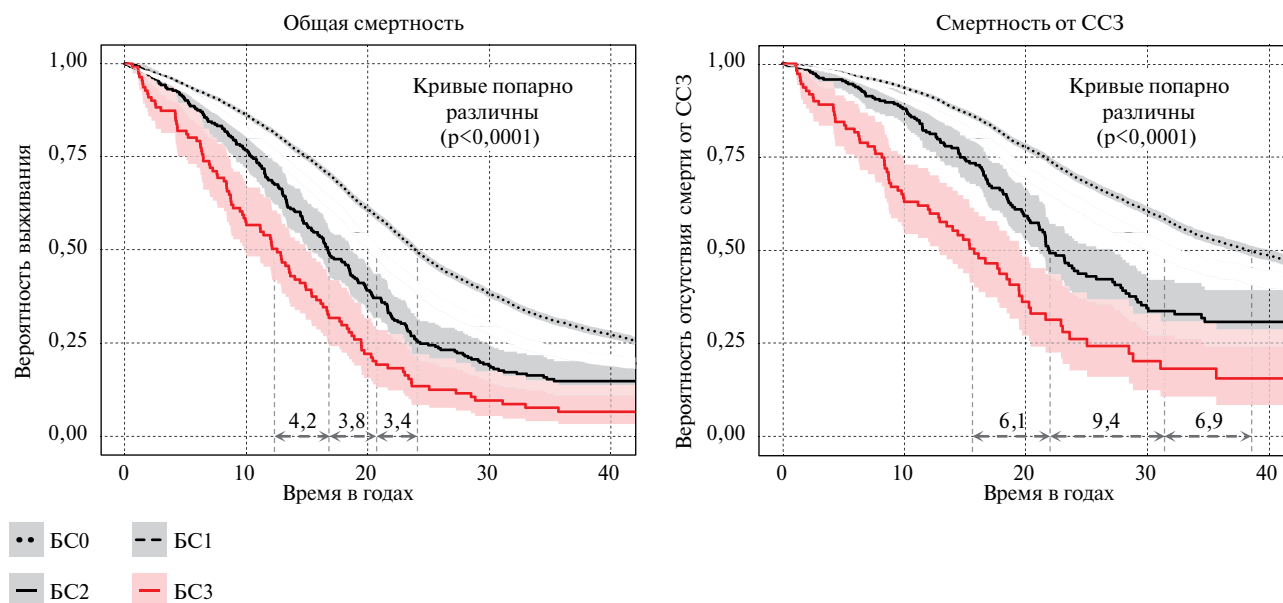 Общая смертность
Вероятность выживания
1,00
0,75
0,50
0,25
0,00
Кривые попарно
различны
(p<0,0001)
4,2
3,8
3,4
0
10
20
30
40
Время в годах
Смертность от ССЗ
Вероятность отсутствия смерти от ССЗ
1,00
0,75
0,50
0,25
0,00
Кривые попарно
различны
(p<0,0001)
6,1
9,4
6,9
0
10
20
30
40
Время в годах
БС0
БС1
БС2
БС3